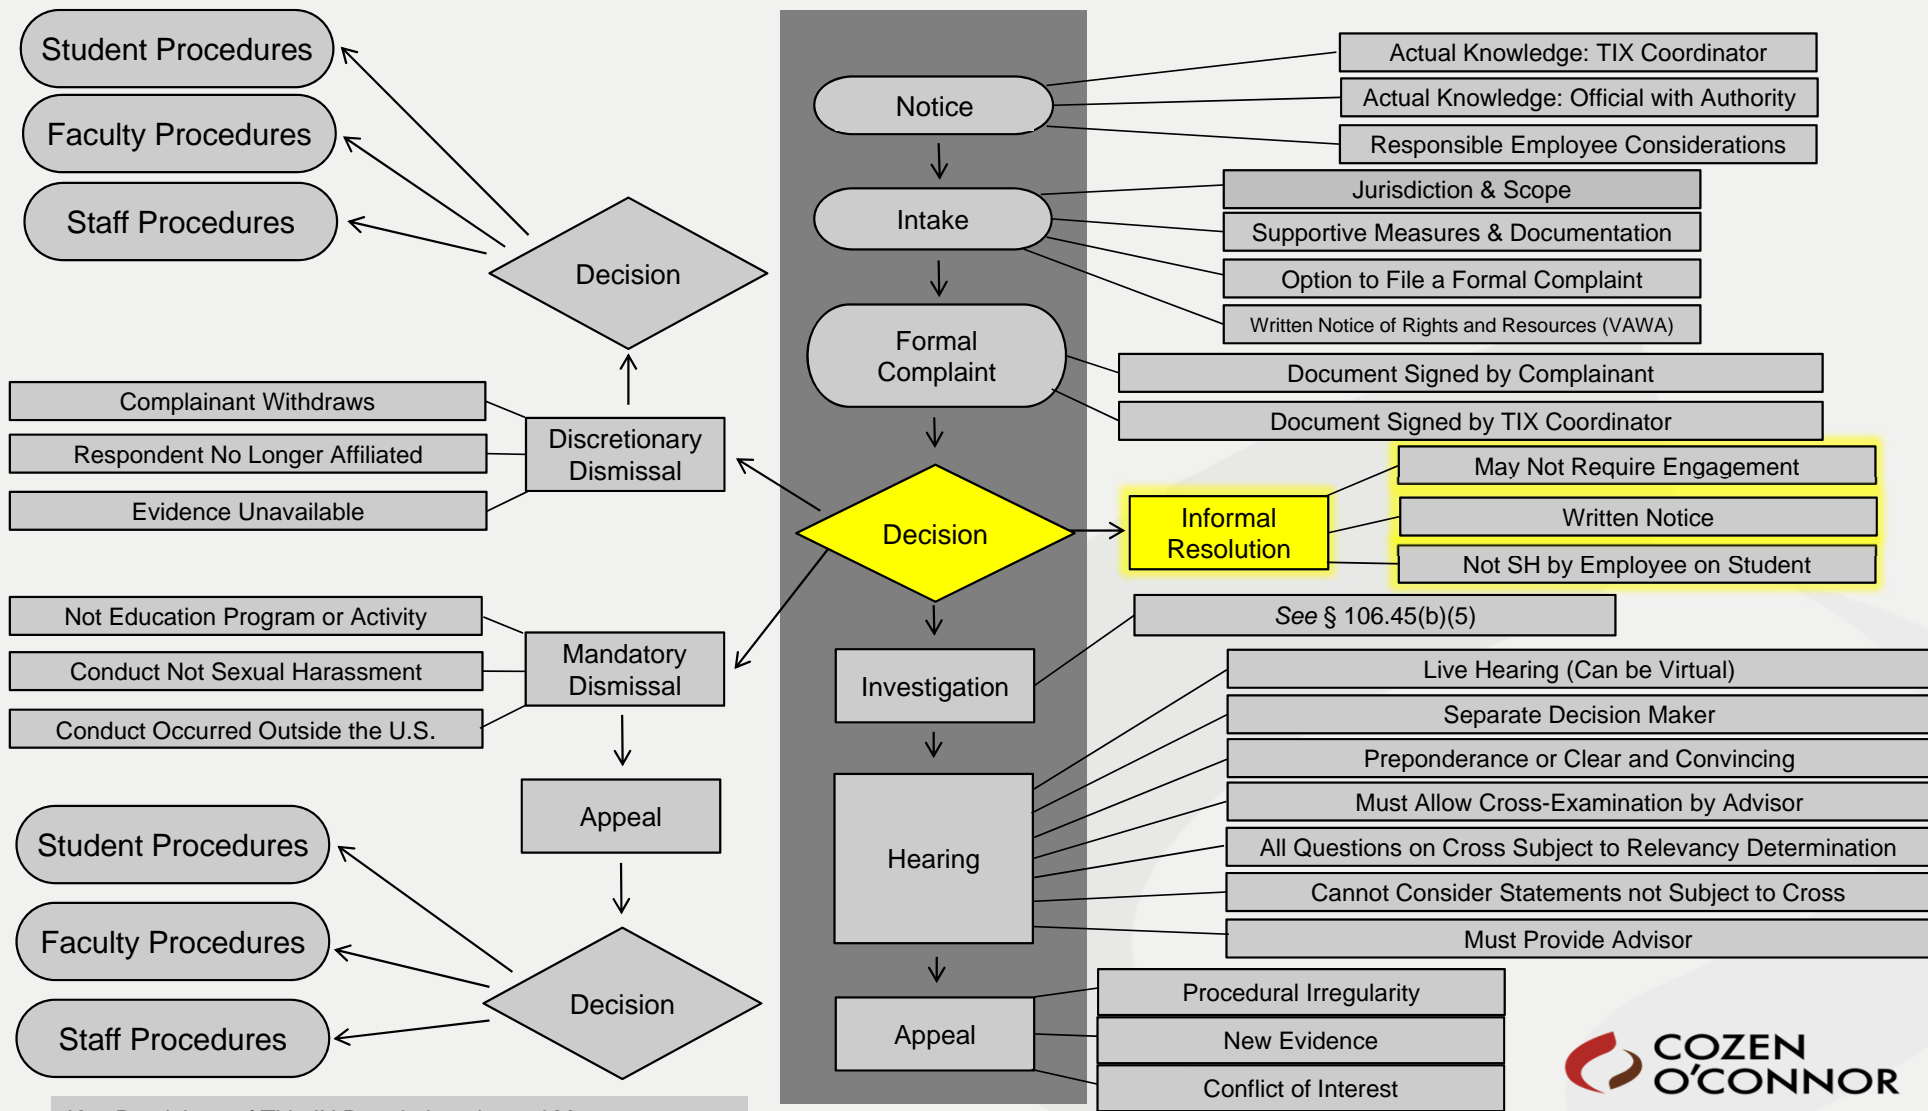 Student Procedures
Faculty Procedures
Staff Procedures
Decision
Complainant Withdraws
Respondent No Longer Affiliated
Evidence Unavailable
Discretionary
Dismissal
Not Education Program or Activity
Conduct Not Sexual Harassment
Conduct Occurred Outside the U.S.
Mandatory
Dismissal
Appeal
Student Procedures
Faculty Procedures
Staff Procedures
Decision
Notice
Intake
Formal
Complaint
Decision
Investigation
Hearing
Appeal
Actual Knowledge: TIX Coordinator
Actual Knowledge: Official with Authority
Responsible Employee Considerations
Jurisdiction & Scope
Supportive Measures & Documentation
Option to File a Formal Complaint
Written Notice of Rights and Resources (VAWA)
Document Signed by Complainant
Document Signed by TIX Coordinator
Informal
Resolution
May Not Require Engagement
Written Notice
Not SH by Employee on Student
See § 106.45(b)(5)
Live Hearing (Can be Virtual)
Separate Decision Maker
Preponderance or Clear and Convincing
Must Allow Cross-Examination by Advisor
All Questions on Cross Subject to Relevancy Determination
Cannot Consider Statements not Subject to Cross
Must Provide Advisor
Procedural Irregularity
New Evidence
Conflict of Interest
COZEN
O'CONNOR